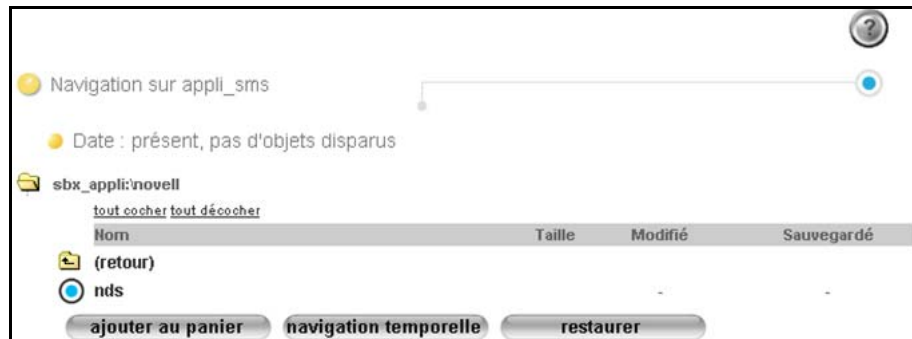 ?
Navigation sur appli_sms
Date : présent, pas d'objets disparus
sbx_appli:\novell
tout cocher tout décocher
Nom Taille Modifié Sauvegardé
(retour)
nds - -
ajouter au panier navigation temporelle restaurer